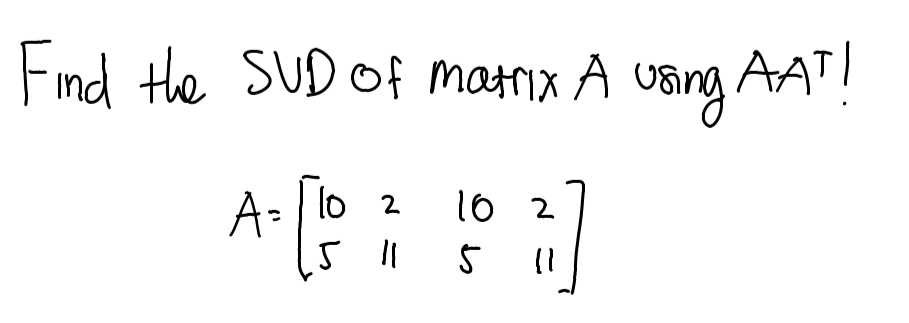 Find the SVD of matrix A using AAᵀ!
A = [10 2 10 2
5 11 5 11]